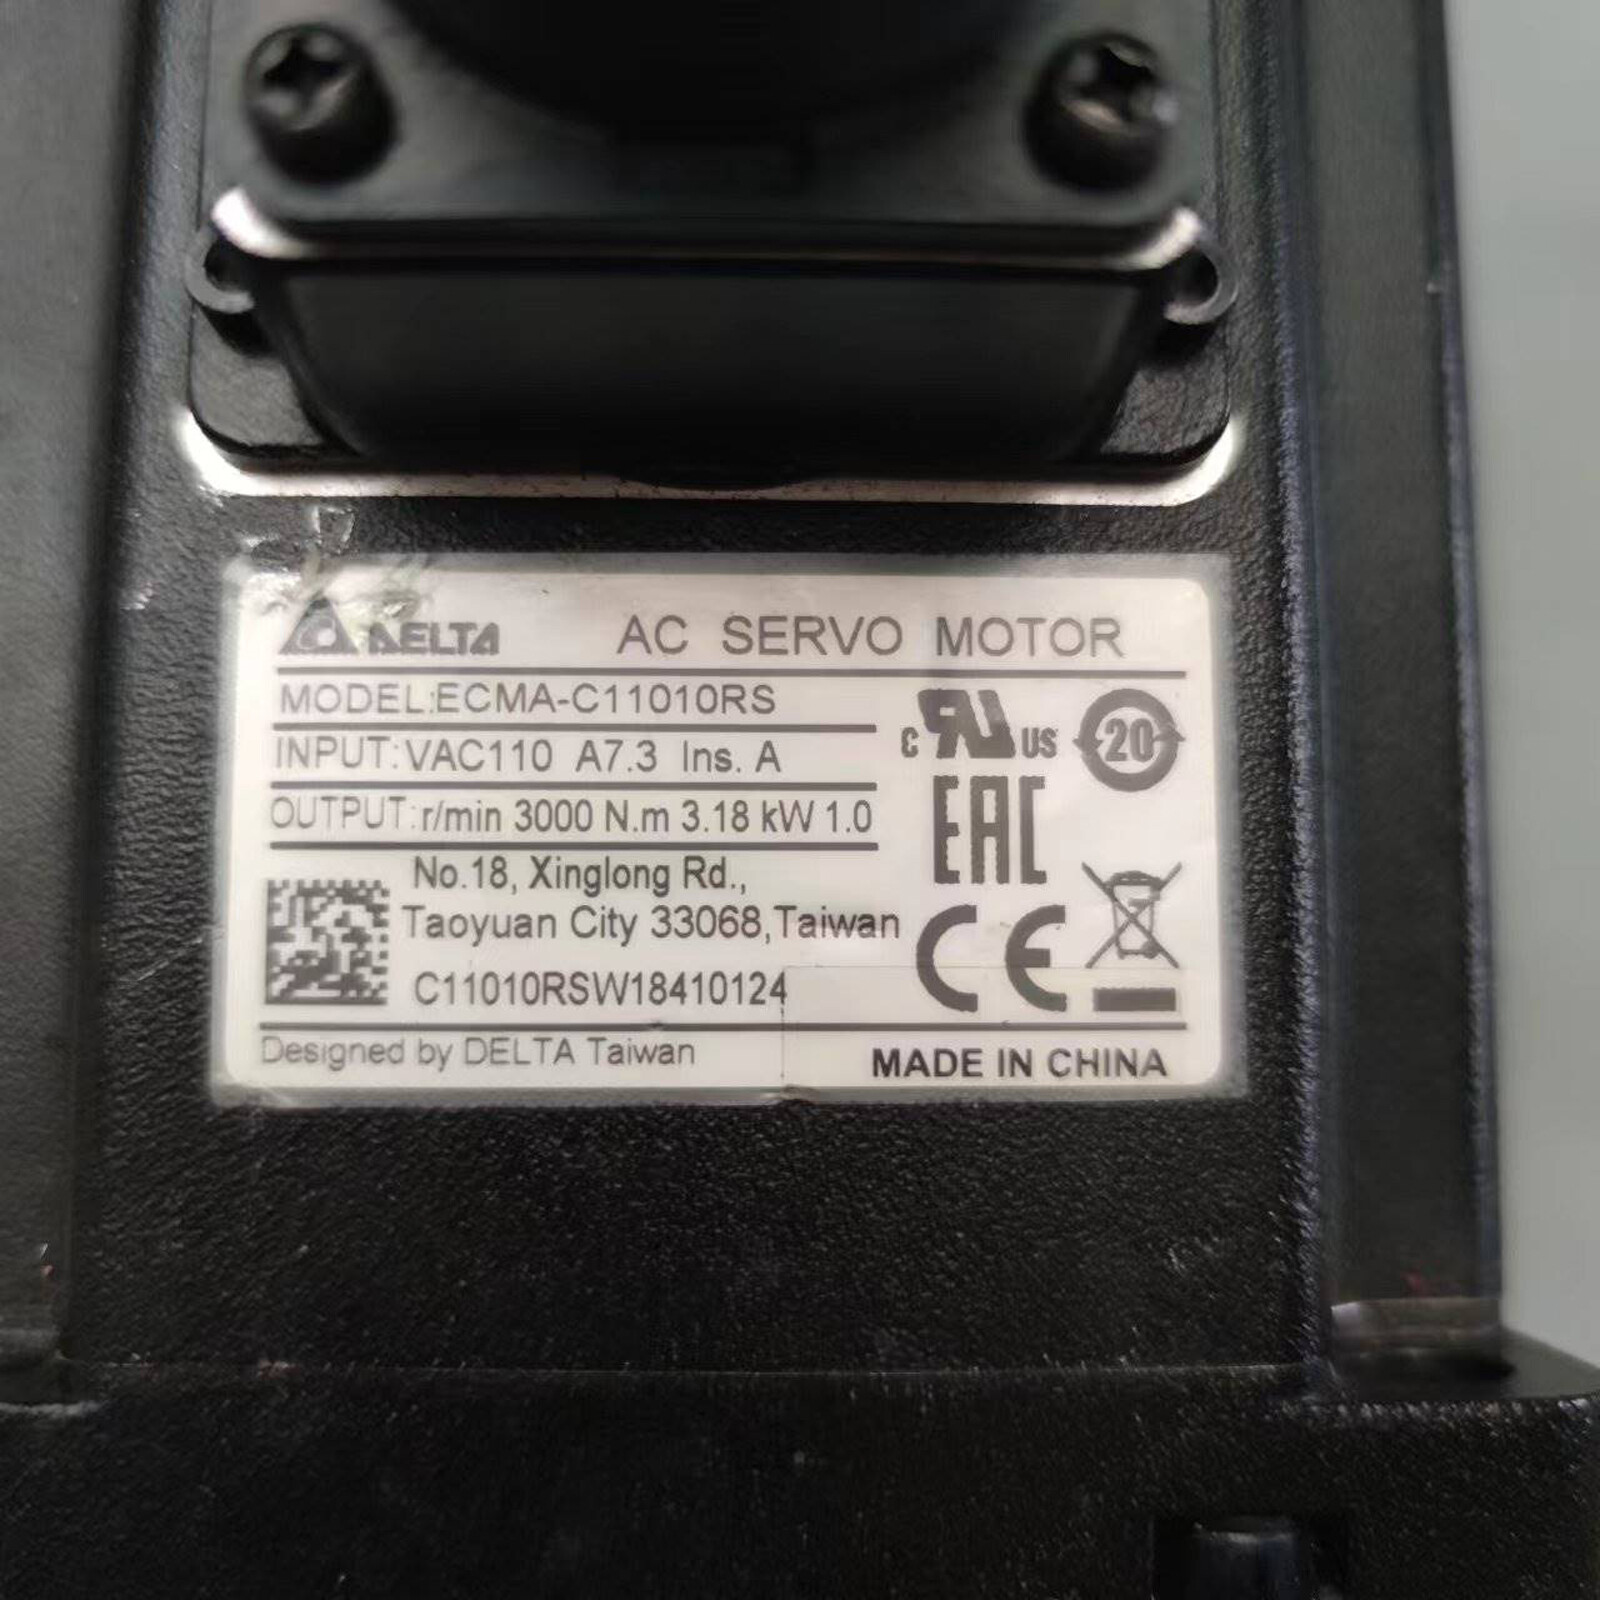 DELTA AC SERVO MOTOR
MODEL:ECMA-C11010RS
INPUT:VAC110 A7.3 Ins. A
OUTPUT:r/min 3000 N.m 3.18 kW 1.0
c RU US
20
EAC
No.18, Xinglong Rd.,
Taoyuan City 33068,Taiwan
CE
C11010RSW18410124
Designed by DELTA Taiwan MADE IN CHINA